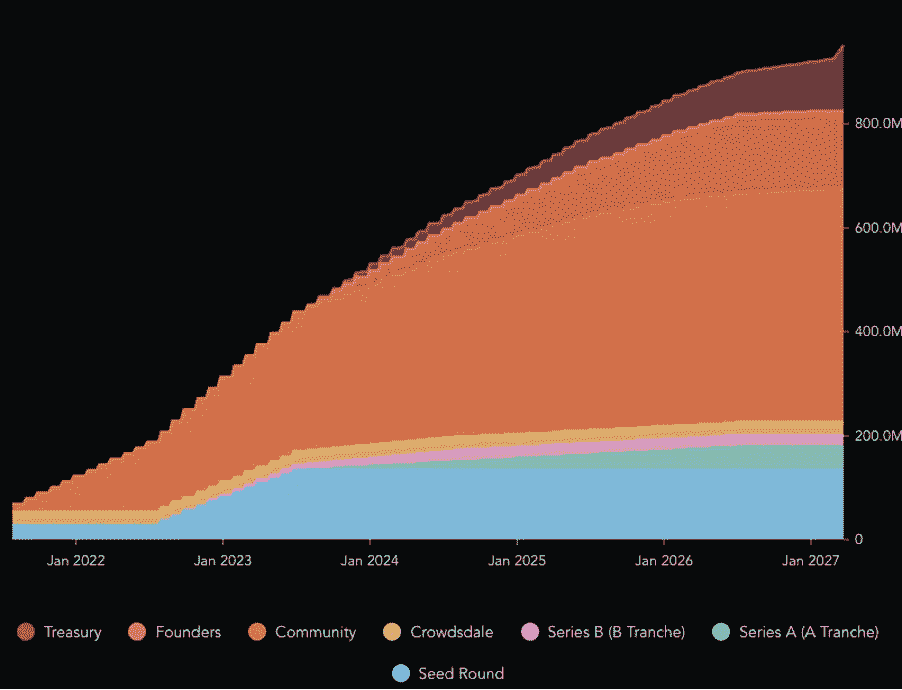 800.0M
600.0M
400.0M
200.0M
0
Jan 2022 Jan 2023 Jan 2024 Jan 2025 Jan 2026 Jan 2027
Treasury Founders Community Crowdsdale Series B (B Tranche) Series A (A Tranche)
Seed Round